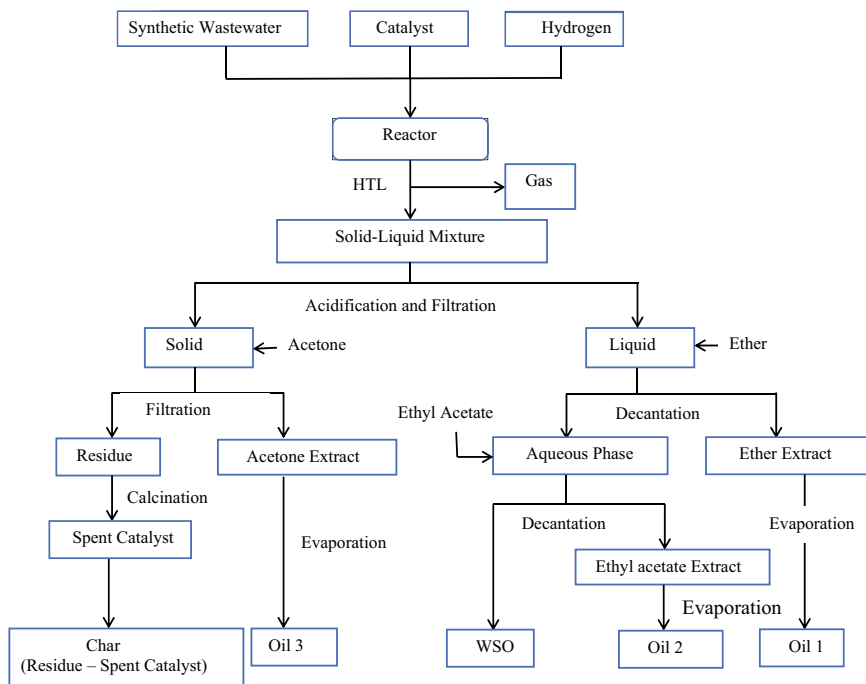 Synthetic Wastewater
Catalyst
Hydrogen
Reactor
HTL
Gas
Solid-Liquid Mixture
Acidification and Filtration
Solid
Acetone
Liquid
Ether
Filtration
Ethyl Acetate
Decantation
Residue
Acetone Extract
Aqueous Phase
Ether Extract
Calcination
Spent Catalyst
Evaporation
Decantation
Evaporation
Ethyl acetate Extract
Evaporation
Char
(Residue – Spent Catalyst)
Oil 3
WSO
Oil 2
Oil 1